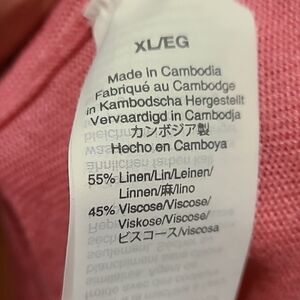 XL/EG
Made in Cambodia
Fabriqué au Cambodge
in Kambodscha Hergestellt
Vervaardigd in Cambodja
カンボジア製
Hecho en Camboya
55% Linen/Lin/Leinen/
Linnen/麻/lino
45% Viscose/Viscose/
Viskose/Viscose/
ビスコース/viscosa